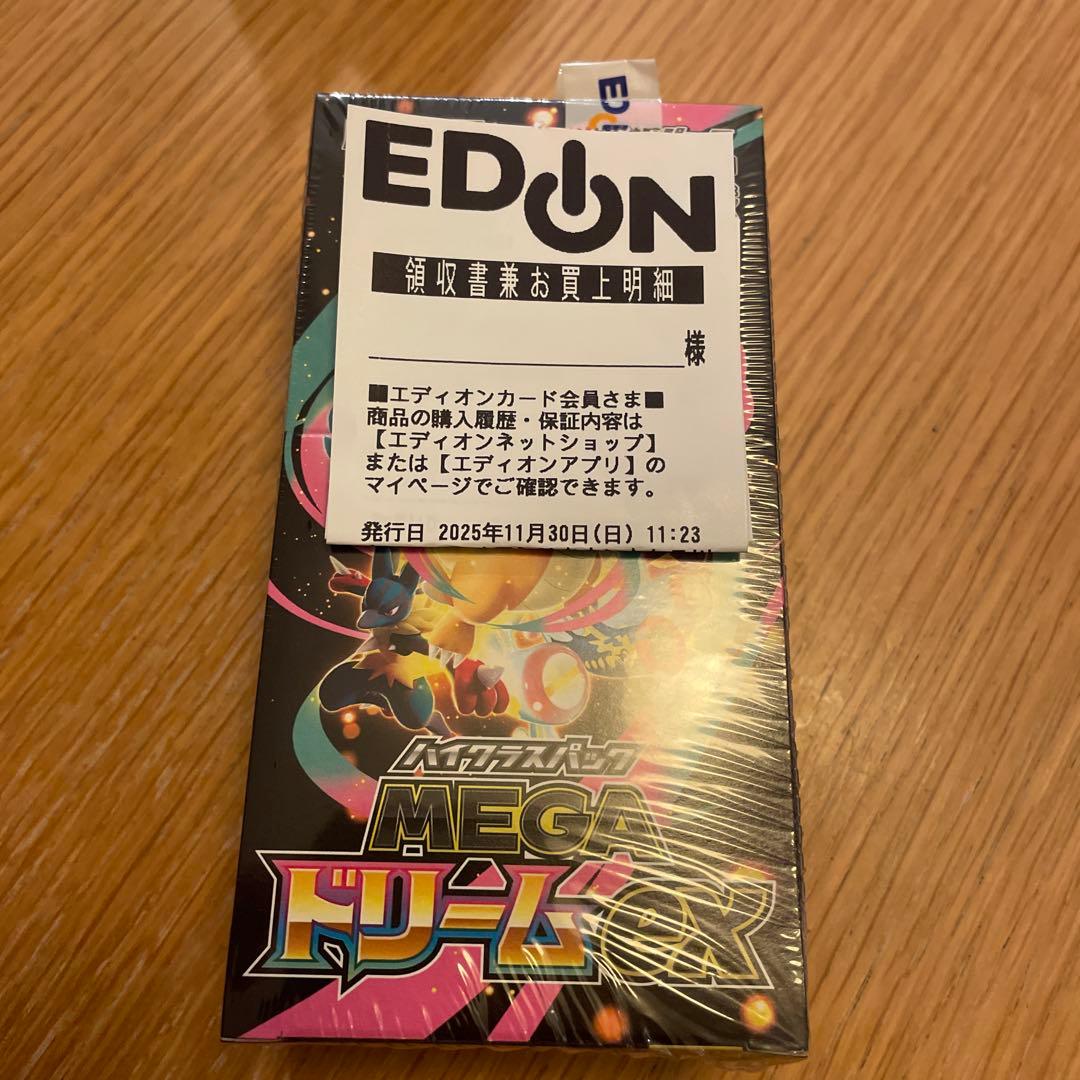 EDION
領収書兼お買上明細
様
■エディオンカード会員さま■
商品の購入履歴・保証内容は
【エディオンネットショップ】
または【エディオンアプリ】の
マイページでご確認できます。
発行日 2025年11月30日(日) 11:23
ハイクラスパック
MEGA
ドリームex